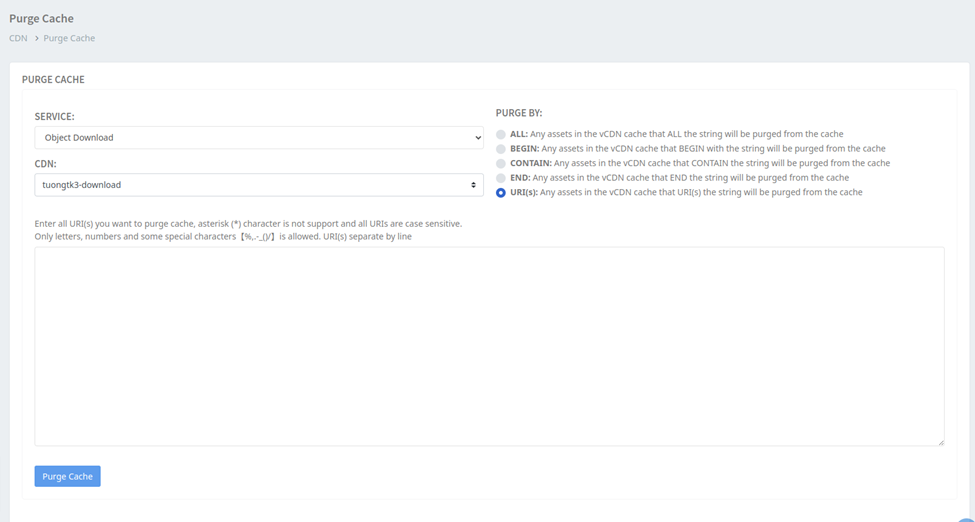 Purge Cache
CDN > Purge Cache
PURGE CACHE
SERVICE:
Object Download
CDN:
tuongtk3-download
PURGE BY:
ALL: Any assets in the vCDN cache that ALL the string will be purged from the cache
BEGIN: Any assets in the vCDN cache that BEGIN with the string will be purged from the cache
CONTAIN: Any assets in the vCDN cache that CONTAIN the string will be purged from the cache
END: Any assets in the vCDN cache that END the string will be purged from the cache
URI(s): Any assets in the vCDN cache that URI(s) the string will be purged from the cache
Enter all URI(s) you want to purge cache, asterisk (*) character is not support and all URIs are case sensitive.
Only letters, numbers and some special characters【%,.-_()/】is allowed. URI(s) separate by line
Purge Cache